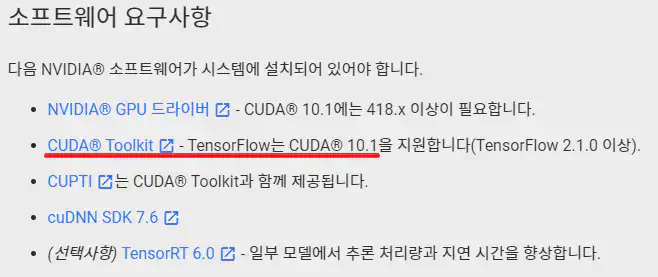 소프트웨어 요구사항
다음 NVIDIA® 소프트웨어가 시스템에 설치되어 있어야 합니다.
• NVIDIA® GPU 드라이버 - CUDA® 10.1에는 418.x 이상이 필요합니다.
• CUDA® Toolkit - TensorFlow는 CUDA® 10.1을 지원합니다(TensorFlow 2.1.0 이상).
• CUPTI는 CUDA® Toolkit과 함께 제공됩니다.
• cuDNN SDK 7.6
• (선택사항) TensorRT 6.0 - 일부 모델에서 추론 처리량과 지연 시간을 향상합니다.